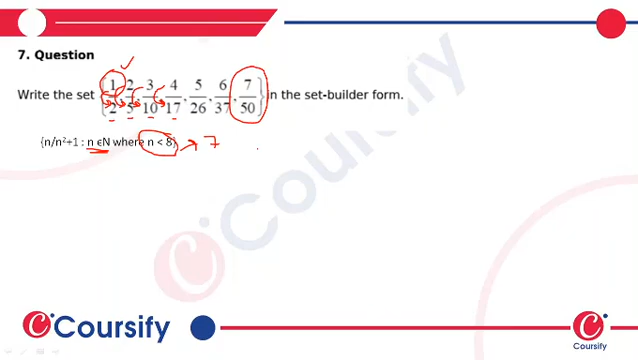 7. Question
Write the set {1/2, 2/5, 3/10, 4/17, 5/26, 6/37, 7/50} in the set-builder form.
{n/n²+1 : n ϵN where n < 8} → 7
Coursify
Coursify
Coursify